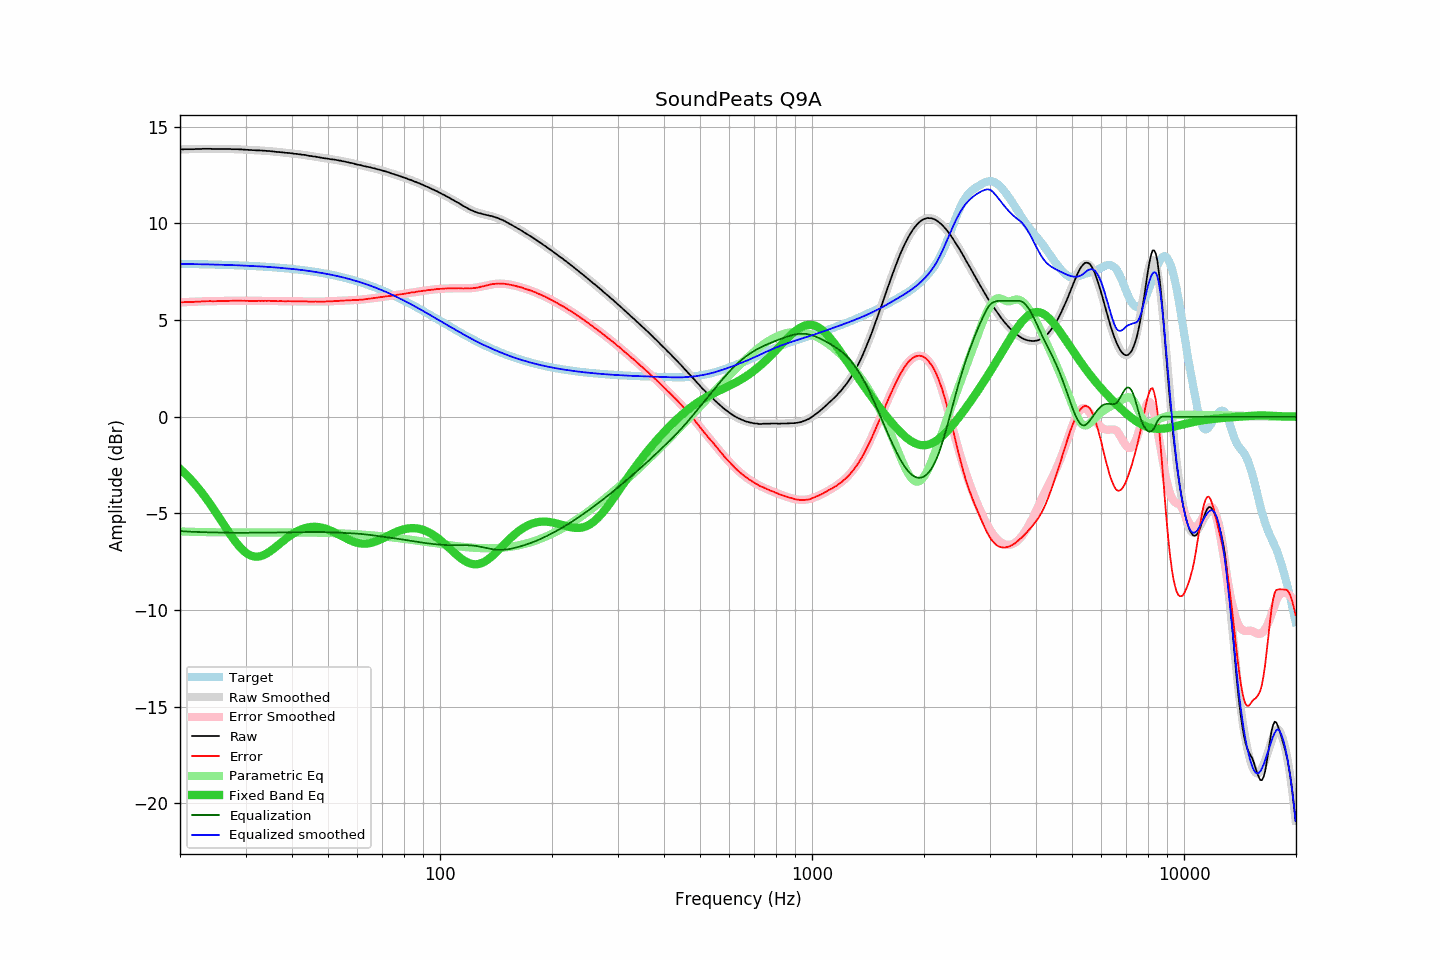 SoundPeats Q9A
15
10
5
0
−5
−10
−15
−20
Amplitude (dBr)
Target
Raw Smoothed
Error Smoothed
Raw
Error
Parametric Eq
Fixed Band Eq
Equalization
Equalized smoothed
100
1000
10000
Frequency (Hz)